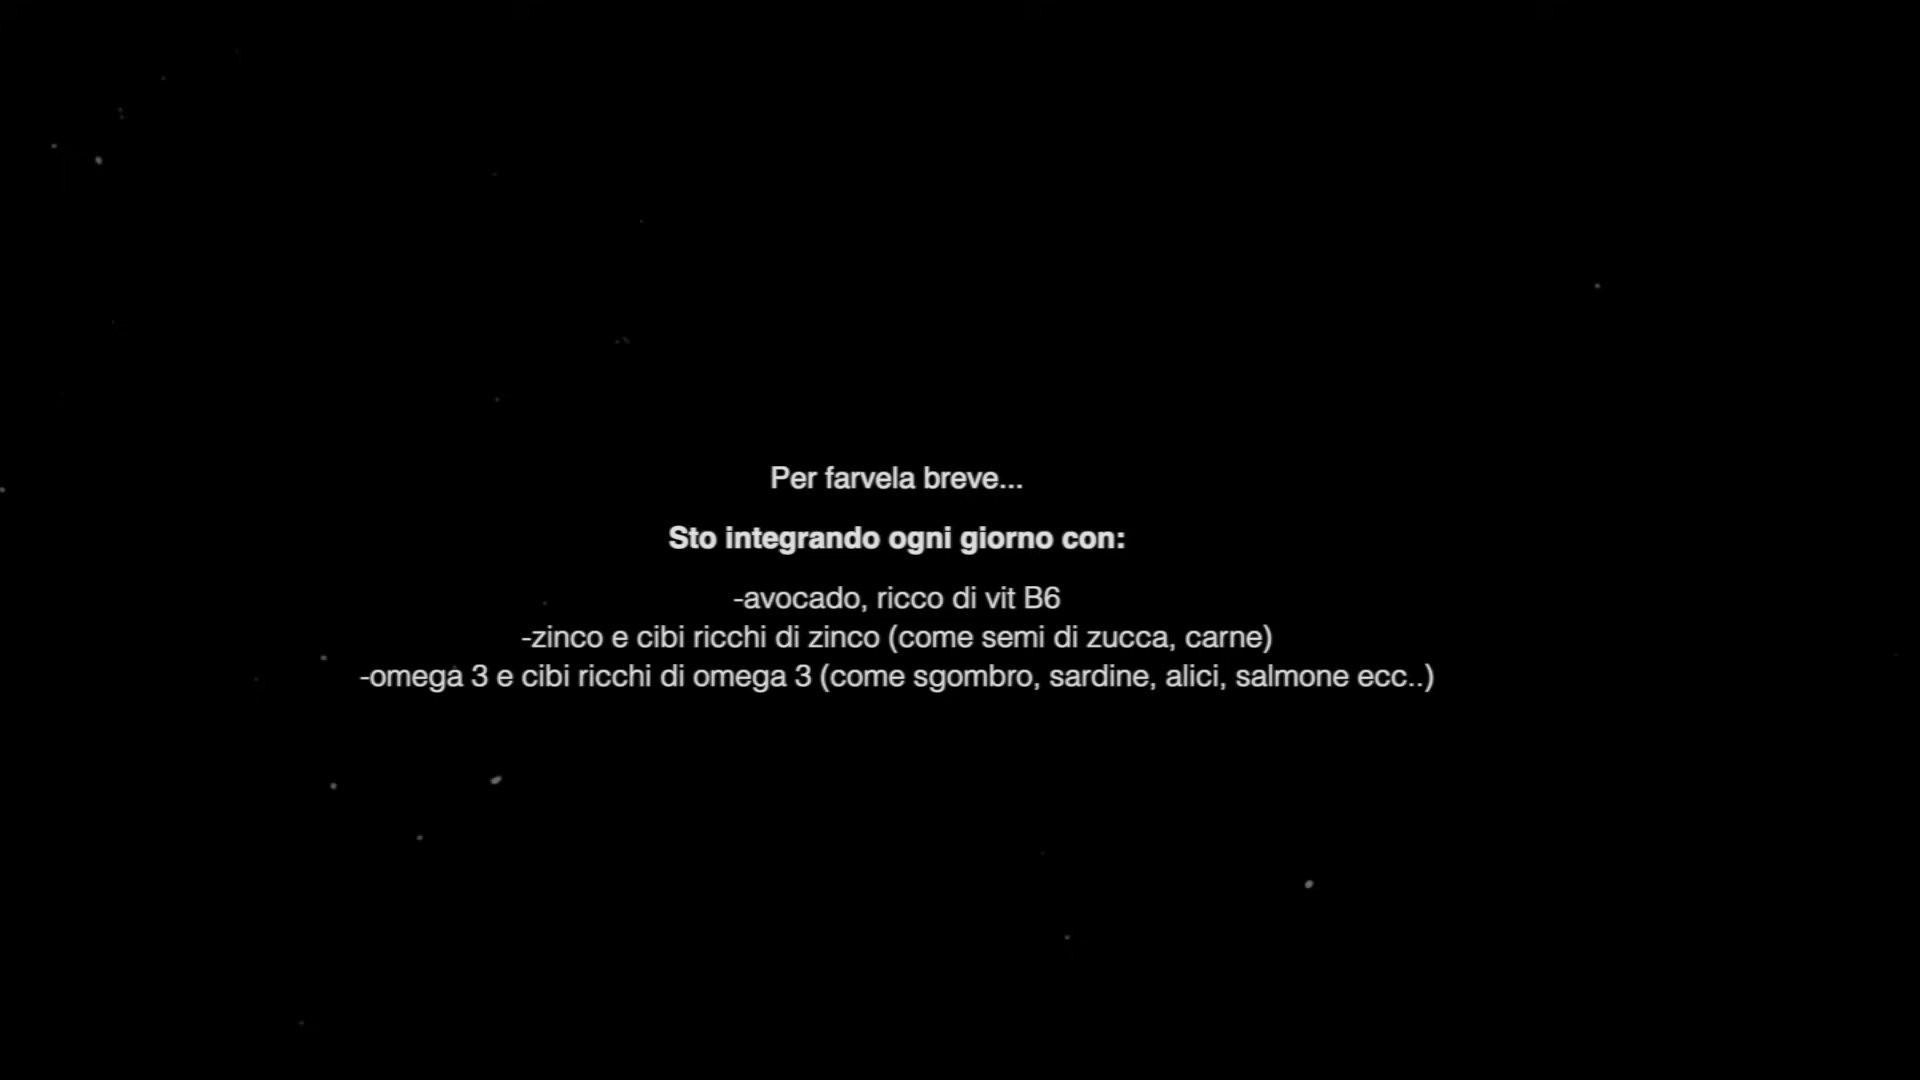 Per farvela breve...
Sto integrando ogni giorno con:
-avocado, ricco di vit B6
-zinco e cibi ricchi di zinco (come semi di zucca, carne)
-omega 3 e cibi ricchi di omega 3 (come sgombro, sardine, alici, salmone ecc..)